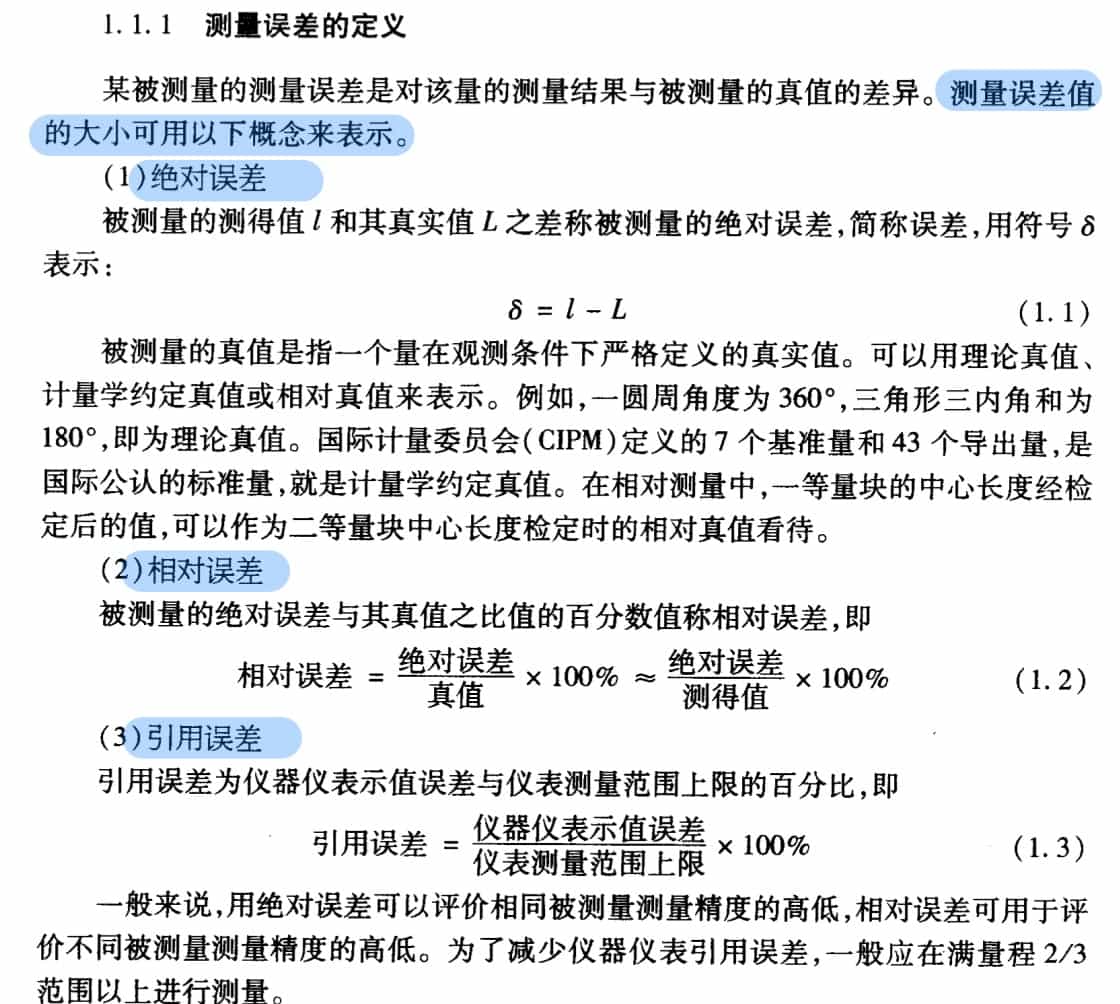 1. 1. 1 测量误差的定义
某被测量的测量误差是对该量的测量结果与被测量的真值的差异。测量误差值
的大小可用以下概念来表示。
(1)绝对误差
被测量的测得值 l 和其真实值 L 之差称被测量的绝对误差,简称误差,用符号 δ
表示:
δ = l - L (1. 1)
被测量的真值是指一个量在观测条件下严格定义的真实值。可以用理论真值、
计量学约定真值或相对真值来表示。例如,一圆周角度为 360°,三角形三内角和为
180°,即为理论真值。国际计量委员会(CIPM)定义的 7 个基准量和 43 个导出量,是
国际公认的标准量,就是计量学约定真值。在相对测量中,一等量块的中心长度经检
定后的值,可以作为二等量块中心长度检定时的相对真值看待。
(2)相对误差
被测量的绝对误差与其真值之比值的百分数值称相对误差,即
相对误差 = 绝对误差/真值 × 100% ≈ 绝对误差/测得值 × 100% (1. 2)
(3)引用误差
引用误差为仪器仪表示值误差与仪表测量范围上限的百分比,即
引用误差 = 仪器仪表示值误差/仪表测量范围上限 × 100% (1. 3)
一般来说,用绝对误差可以评价相同被测量测量精度的高低,相对误差可用于评
价不同被测量测量精度的高低。为了减少仪器仪表引用误差,一般应在满量程 2/3
范围以上进行测量。